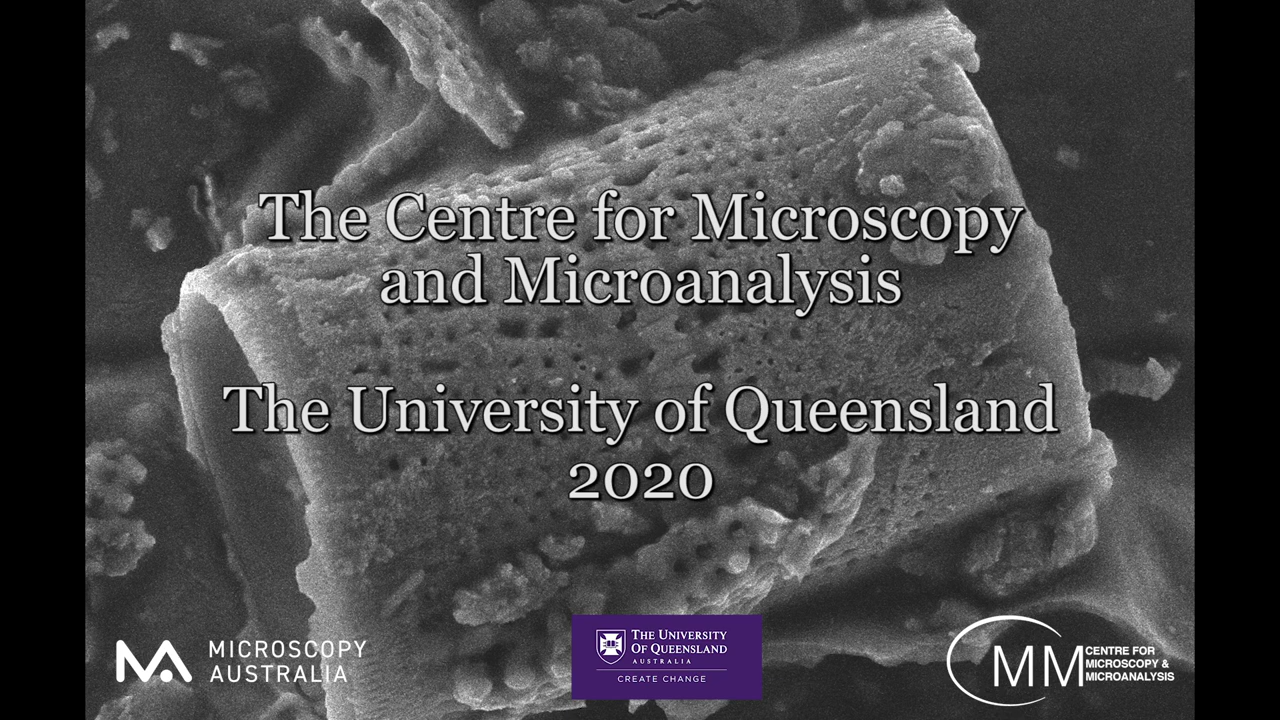 The Centre for Microscopy
and Microanalysis
The University of Queensland
2020
MICROSCOPY
AUSTRALIA
THE UNIVERSITY
OF QUEENSLAND
AUSTRALIA
CREATE CHANGE
CMM
CENTRE FOR
MICROSCOPY &
MICROANALYSIS